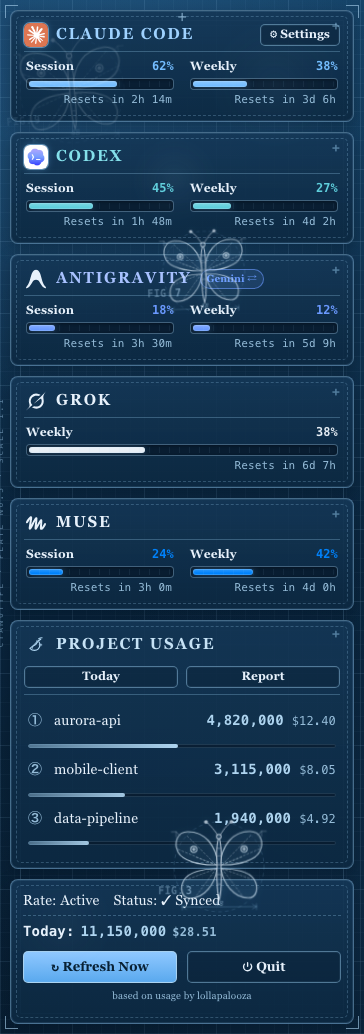 CLAUDE CODE
⚙ Settings
Session 62% Weekly 38%
Resets in 2h 14m Resets in 3d 6h
CODEX
Session 45% Weekly 27%
Resets in 1h 48m Resets in 4d 2h
ANTIGRAVITY Gemini ⇄
FIG. 7
Session 18% Weekly 12%
Resets in 3h 30m Resets in 5d 9h
GROK
Weekly 38%
Resets in 6d 7h
MUSE
Session 24% Weekly 42%
Resets in 3h 0m Resets in 4d 0h
PROJECT USAGE
Today Report
① aurora-api 4,820,000 $12.40
② mobile-client 3,115,000 $8.05
③ data-pipeline 1,940,000 $4.92
FIG. 3
Rate: Active Status: ✓ Synced
Today: 11,150,000 $28.51
↻ Refresh Now ⏻ Quit
based on usage by lollapalooza